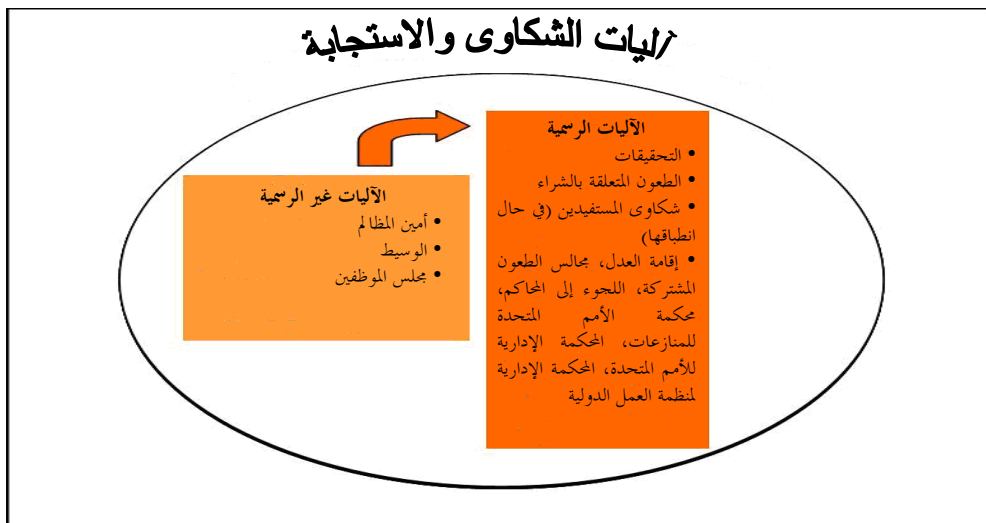 آليات الشكاوى والاستجابة
الآليات الرسمية
• التحقيقات
• الطعون المتعلقة بالشراء
• شكاوى المستفيدين (في حال
انطباقها)
• إقامة العدل، مجالس الطعون
المشتركة، اللجوء إلى المحاكم،
محكمة الأمم المتحدة
للمنازعات، المحكمة الإدارية
للأمم المتحدة، المحكمة الإدارية
لمنظمة العمل الدولية
الآليات غير الرسمية
• أمين المظالم
• الوسيط
• مجلس الموظفين